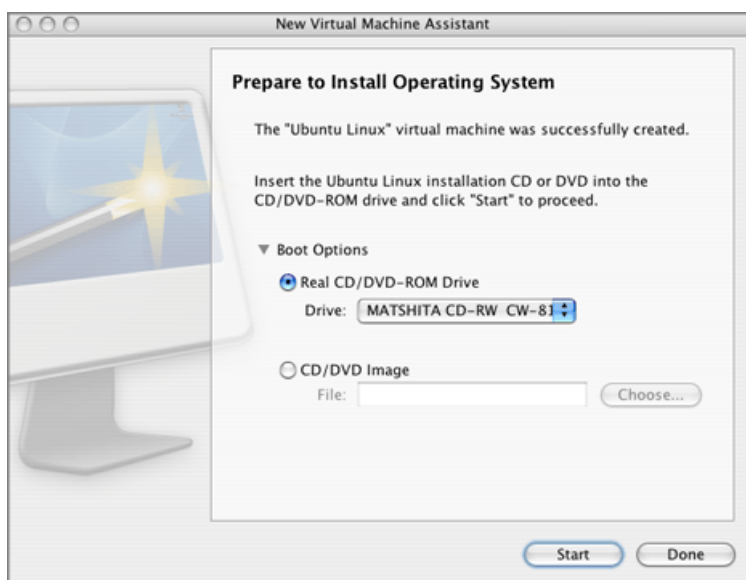 New Virtual Machine Assistant
Prepare to Install Operating System
The "Ubuntu Linux" virtual machine was successfully created.
Insert the Ubuntu Linux installation CD or DVD into the
CD/DVD-ROM drive and click "Start" to proceed.
Boot Options
Real CD/DVD-ROM Drive
Drive: MATSHITA CD-RW CW-81
CD/DVD Image
File: Choose...
Start Done